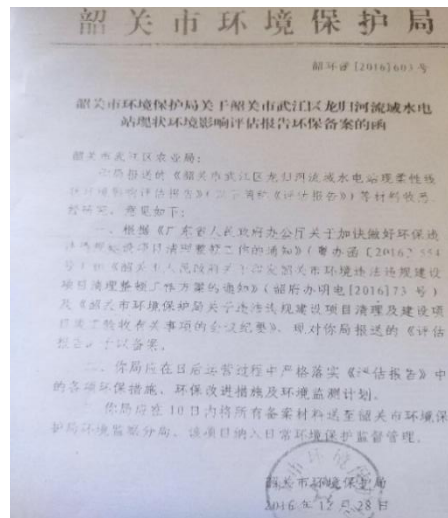 韶关市环境保护局
韶环函[2016]603号
韶关市环境保护局关于韶关市武江区龙归河流域水电
站现状环境影响评估报告环保备案的函
韶关市武江区农业局:
你局报送的《韶关市武江区龙归河流域水电站现
状环境影响评估报告》(以下简称《评估报告》)等材料收悉。
经研究,意见如下:
一、根据《广东省人民政府办公厅关于加快做好环保违
法违规建设项目清理整顿工作的通知》(粤办函[2016]
号)和《韶关市人民政府关于印发韶关市环境违法违规建设
项目清理整顿工作方案的通知》(韶府办明电[2016]73号)
及《韶关市环境保护局关于违法违规建设项目清理及建设项
目竣工验收有关事项的会议纪要》,现对你局报送的《评估
报告》予以备案。
二、你局应在日后运营过程中严格落实《评估报告》中
的各项环保措施、环保改进措施及环境监测计划。
你局应在10日内将所有备案材料送至韶关市环境保
护局环境监察分局。该项目纳入日常环境保护监督管理。
韶关市环境保护局
2016年12月28日